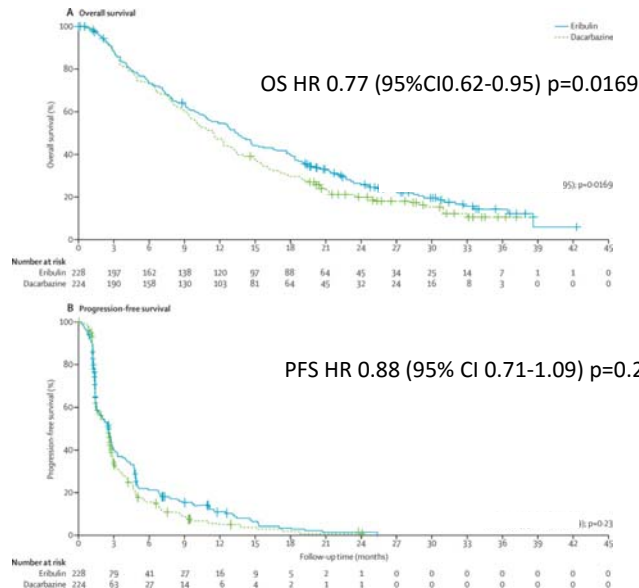 A Overall survival
Eribulin
Dacarbazine
OS HR 0.77 (95%CI0.62-0.95) p=0.0169
Overall survival (%)
100
80
60
40
20
0
95); p=0·0169
0 3 6 9 12 15 18 21 24 27 30 33 36 39 42 45
Number at risk
Eribulin 228 197 162 138 120 97 88 64 45 34 25 14 7 1 1 0
Dacarbazine 224 190 158 130 103 81 64 45 32 24 16 8 3 0 0 0
B Progression-free survival
PFS HR 0.88 (95% CI 0.71-1.09) p=0.2
Progression-free survival (%)
100
80
60
40
20
0
); p=0·23
0 3 6 9 12 15 18 21 24 27 30 33 36 39 42 45
Follow-up time (months)
Number at risk
Eribulin 228 79 41 27 16 9 5 2 1 0 0 0 0 0 0 0
Dacarbazine 224 63 27 14 6 4 2 1 1 0 0 0 0 0 0 0